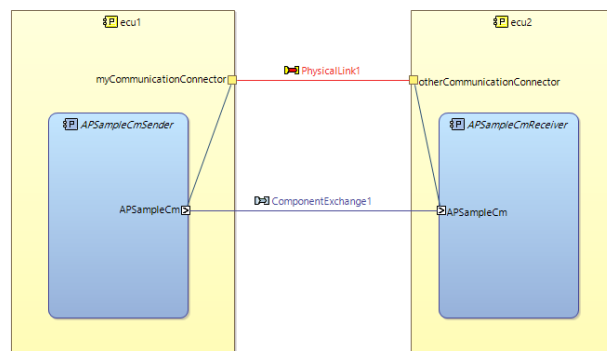 ecu1
ecu2
PhysicalLink1
myCommunicationConnector
otherCommunicationConnector
APSampleCmSender
APSampleCmReceiver
ComponentExchange1
APSampleCm
APSampleCm